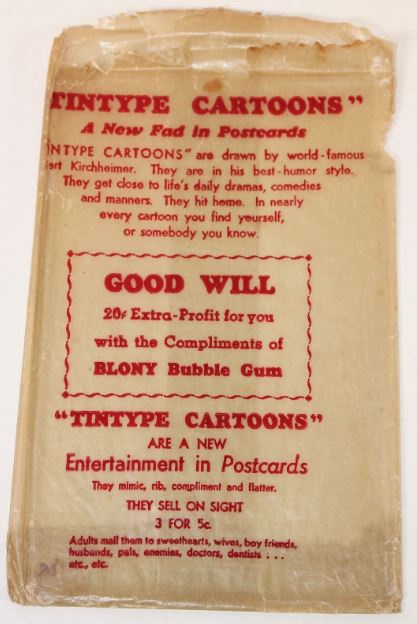 TINTYPE CARTOONS"
A New Fad in Postcards
INTYPE CARTOONS" are drawn by world-famous
ert Kirchheimer. They are in his best-humor style.
They get close to life's daily dramas, comedies
and manners. They hit home. In nearly
every cartoon you find yourself,
or somebody you know.
GOOD WILL
20¢ Extra-Profit for you
with the Compliments of
BLONY Bubble Gum
"TINTYPE CARTOONS"
ARE A NEW
Entertainment in Postcards
They mimic, rib, compliment and flatter.
THEY SELL ON SIGHT
3 FOR 5c.
Adults mail them to sweethearts, wives, boy friends,
husbands, pals, enemies, doctors, dentists : . . .
etc., etc.